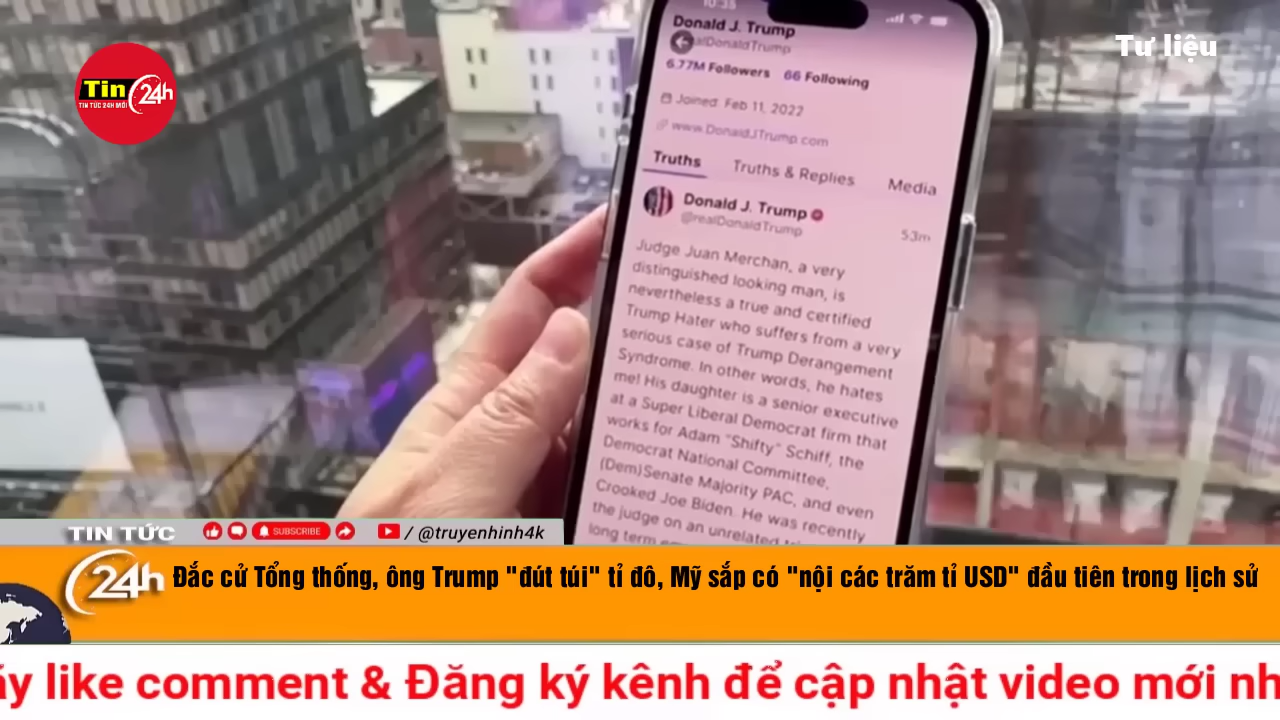 10:35
Donald J. Trump
alDonaldTrump
6.77M Followers 66 Following
Joined: Feb 11, 2022
www.DonaldJTrump.com
Truths Truths & Replies Media
Donald J. Trump
@realDonaldTrump
53m
Judge Juan Merchan, a very
distinguished looking man, is
nevertheless a true and certified
Trump Hater who suffers from a very
serious case of Trump Derangement
Syndrome. In other words, he hates
me! His daughter is a senior executive
at a Super Liberal Democrat firm that
works for Adam "Shifty" Schiff, the
Democrat National Committee,
(Dem)Senate Majority PAC, and even
Crooked Joe Biden. He was recently
the judge on an unrelated
long term
Tư liệu
Tin 24h
TIN TỨC 24H MỚI
TIN TỨC
SUBSCRIBE
/ @truyenhinh4k
24h
Đắc cử Tổng thống, ông Trump "đút túi" tỉ đô, Mỹ sắp có "nội các trăm tỉ USD" đầu tiên trong lịch sử
like comment & Đăng ký kênh để cập nhật video mới